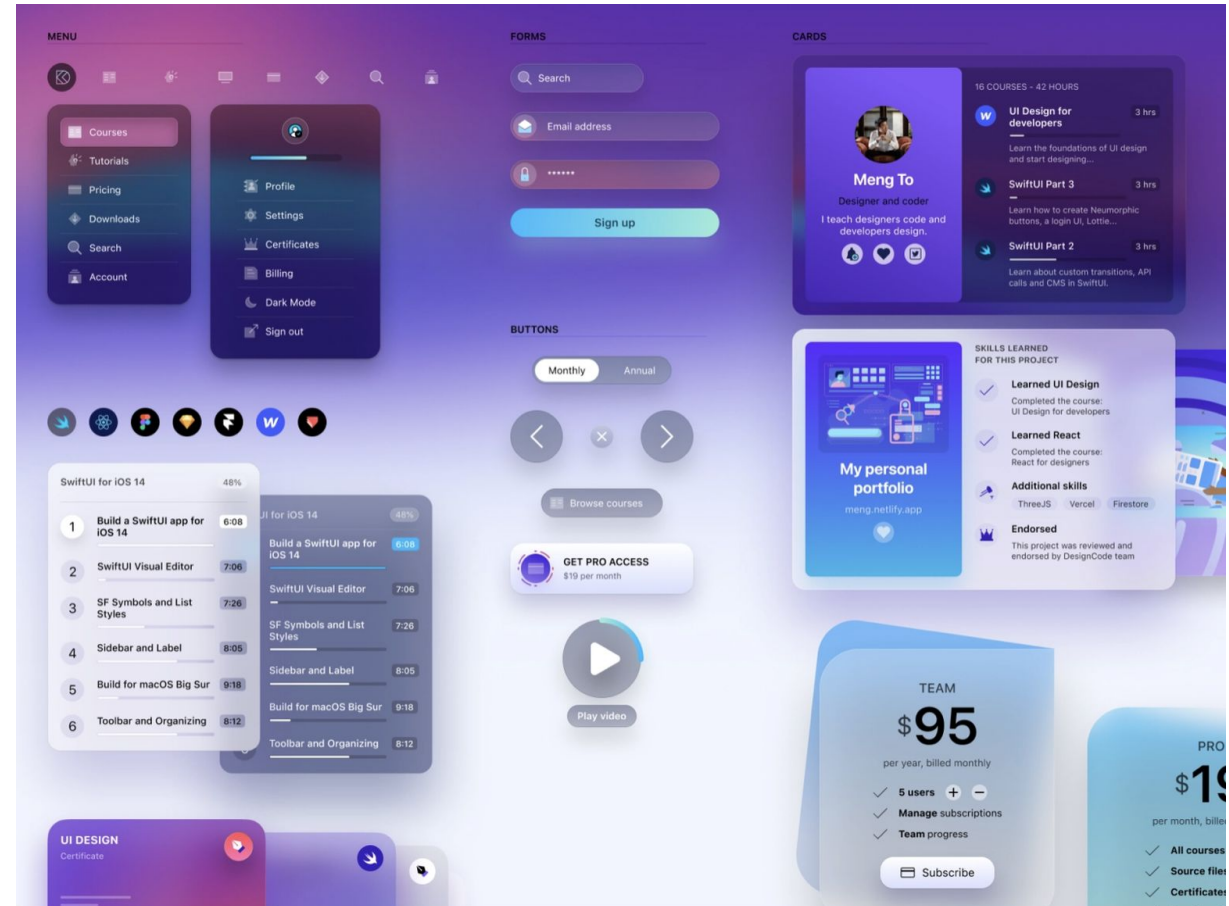 MENU
Courses
Tutorials
Pricing
Downloads
Search
Account
Profile
Settings
Certificates
Billing
Dark Mode
Sign out
SwiftUI for iOS 14
48%
1
Build a SwiftUI app for
iOS 14
6:08
2
SwiftUI Visual Editor
7:06
3
SF Symbols and List
Styles
7:26
4
Sidebar and Label
8:05
5
Build for macOS Big Sur
9:18
6
Toolbar and Organizing
8:12
UI for iOS 14
48%
Build a SwiftUI app for
iOS 14
6:08
SwiftUI Visual Editor
7:06
SF Symbols and List
Styles
7:26
Sidebar and Label
8:05
Build for macOS Big Sur
9:18
Toolbar and Organizing
8:12
UI DESIGN
Certificate
FORMS
Search
Email address
••••••
Sign up
BUTTONS
Monthly
Annual
Browse courses
GET PRO ACCESS
$19 per month
Play video
CARDS
Meng To
Designer and coder
I teach designers code and
developers design.
16 COURSES - 42 HOURS
UI Design for
developers
3 hrs
Learn the foundations of UI design
and start designing...
SwiftUI Part 3
3 hrs
Learn how to create Neumorphic
buttons, a login UI, Lottie...
SwiftUI Part 2
3 hrs
Learn about custom transitions, API
calls and CMS in SwiftUI.
My personal
portfolio
meng.netlify.app
SKILLS LEARNED
FOR THIS PROJECT
Learned UI Design
Completed the course:
UI Design for developers
Learned React
Completed the course:
React for designers
Additional skills
ThreeJS Vercel Firestore
Endorsed
This project was reviewed and
endorsed by DesignCode team
TEAM
$95
per year, billed monthly
5 users
Manage subscriptions
Team progress
Subscribe
PRO
$19
per month, bille
All courses
Source files
Certificates